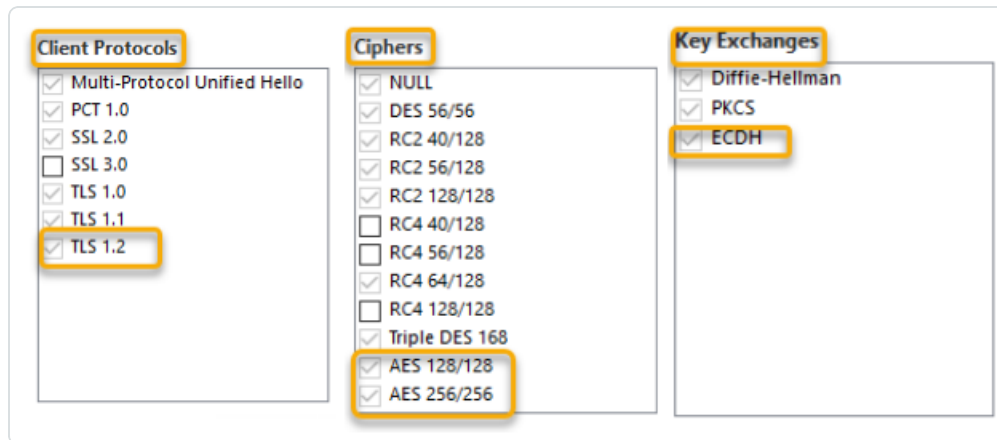 Client Protocols
Multi-Protocol Unified Hello
PCT 1.0
SSL 2.0
SSL 3.0
TLS 1.0
TLS 1.1
TLS 1.2
Ciphers
NULL
DES 56/56
RC2 40/128
RC2 56/128
RC2 128/128
RC4 40/128
RC4 56/128
RC4 64/128
RC4 128/128
Triple DES 168
AES 128/128
AES 256/256
Key Exchanges
Diffie-Hellman
PKCS
ECDH